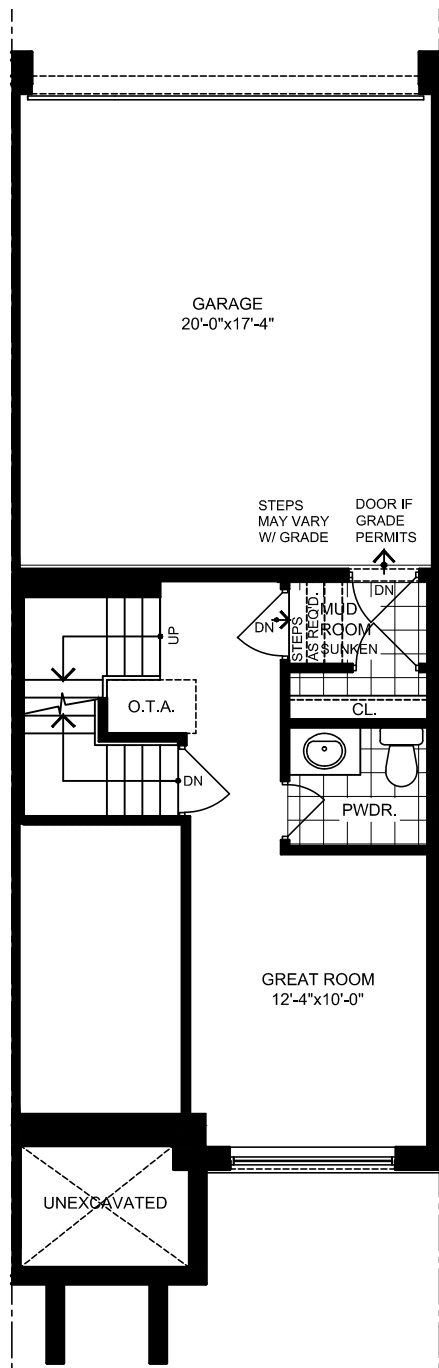 GARAGE
20'-0"x17'-4"
STEPS
MAY VARY
W/ GRADE
DOOR IF
GRADE
PERMITS
DN
UP
DN
STEPS
AS REQ'D.
MUD
ROOM
SUNKEN
O.T.A.
CL.
DN
PWDR.
GREAT ROOM
12'-4"x10'-0"
UNEXCAVATED